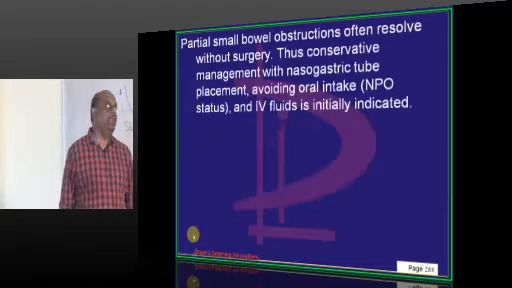 Partial small bowel obstructions often resolve
without surgery. Thus conservative
management with nasogastric tube
placement, avoiding oral intake (NPO
status), and IV fluids is initially indicated.
Page